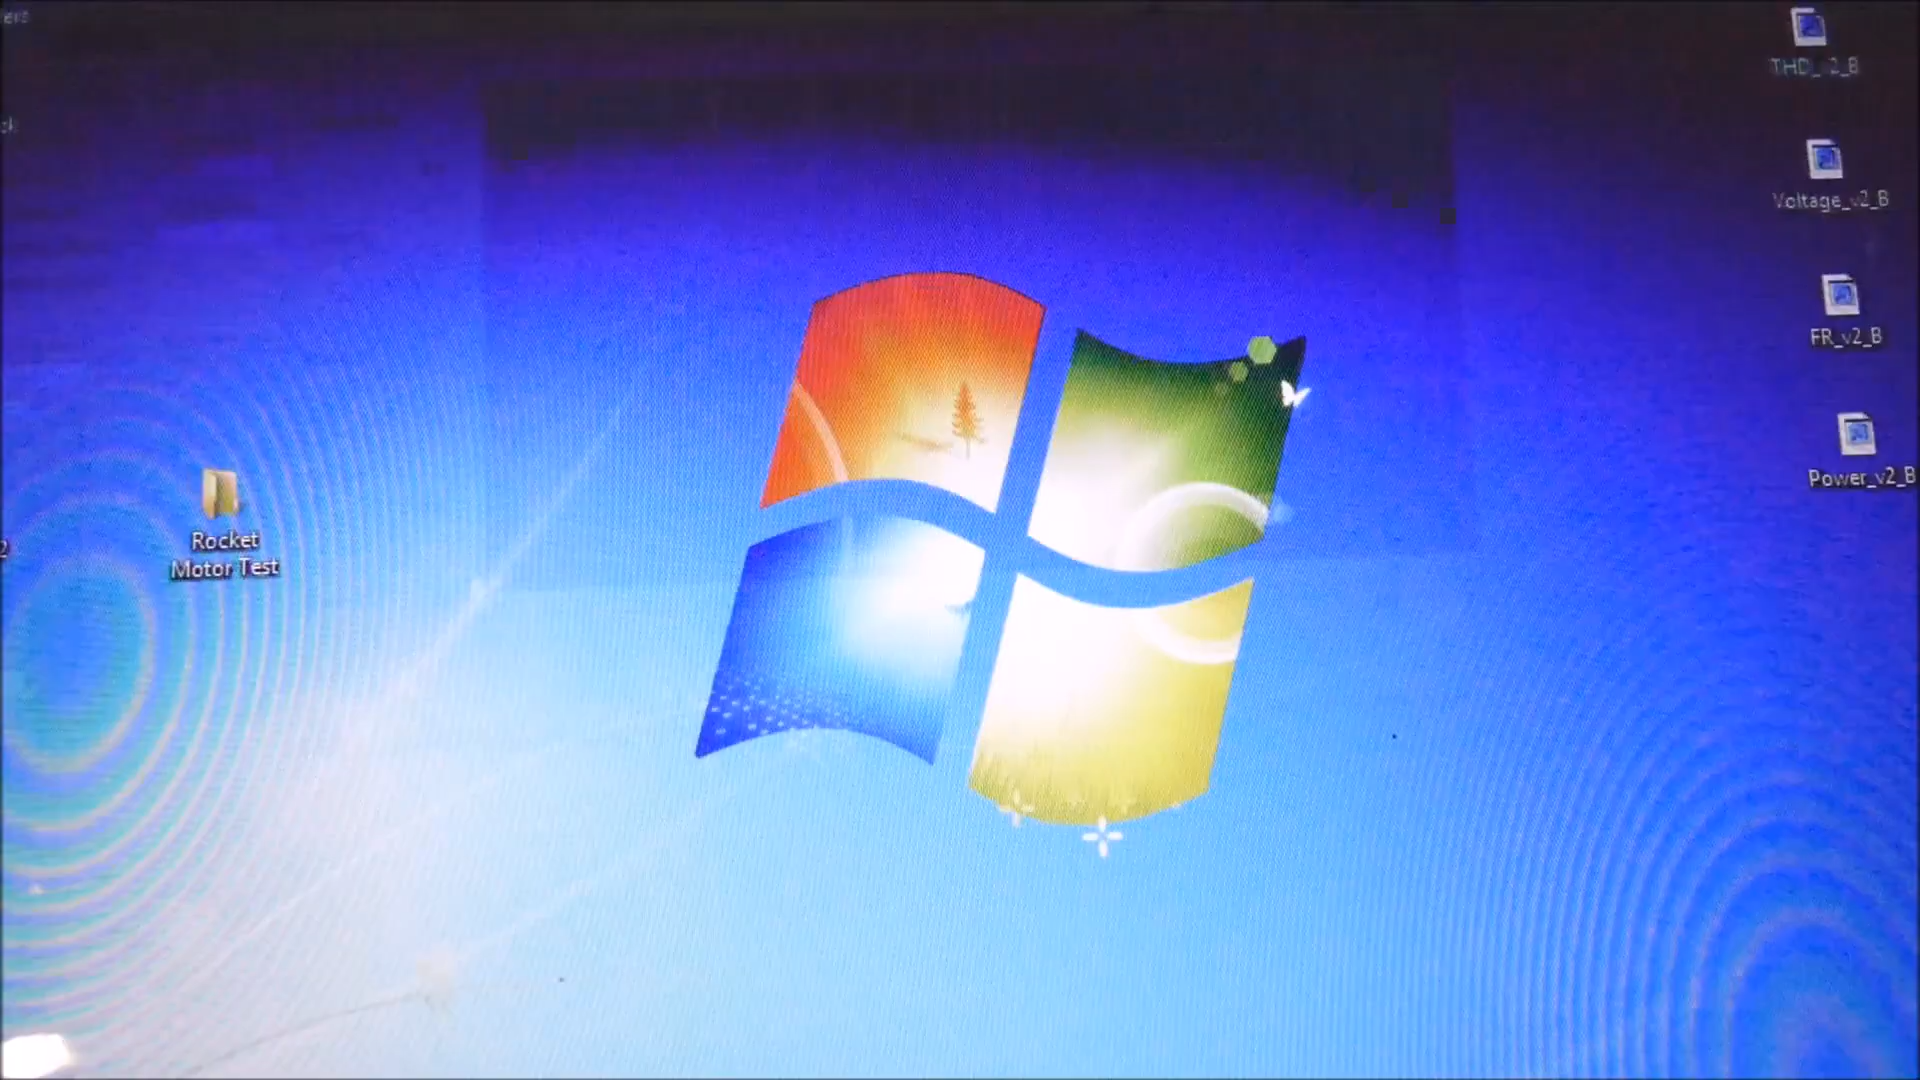 THD_v2_B
Voltage_v2_B
FR_v2_B
Power_v2_B
Rocket
Motor Test